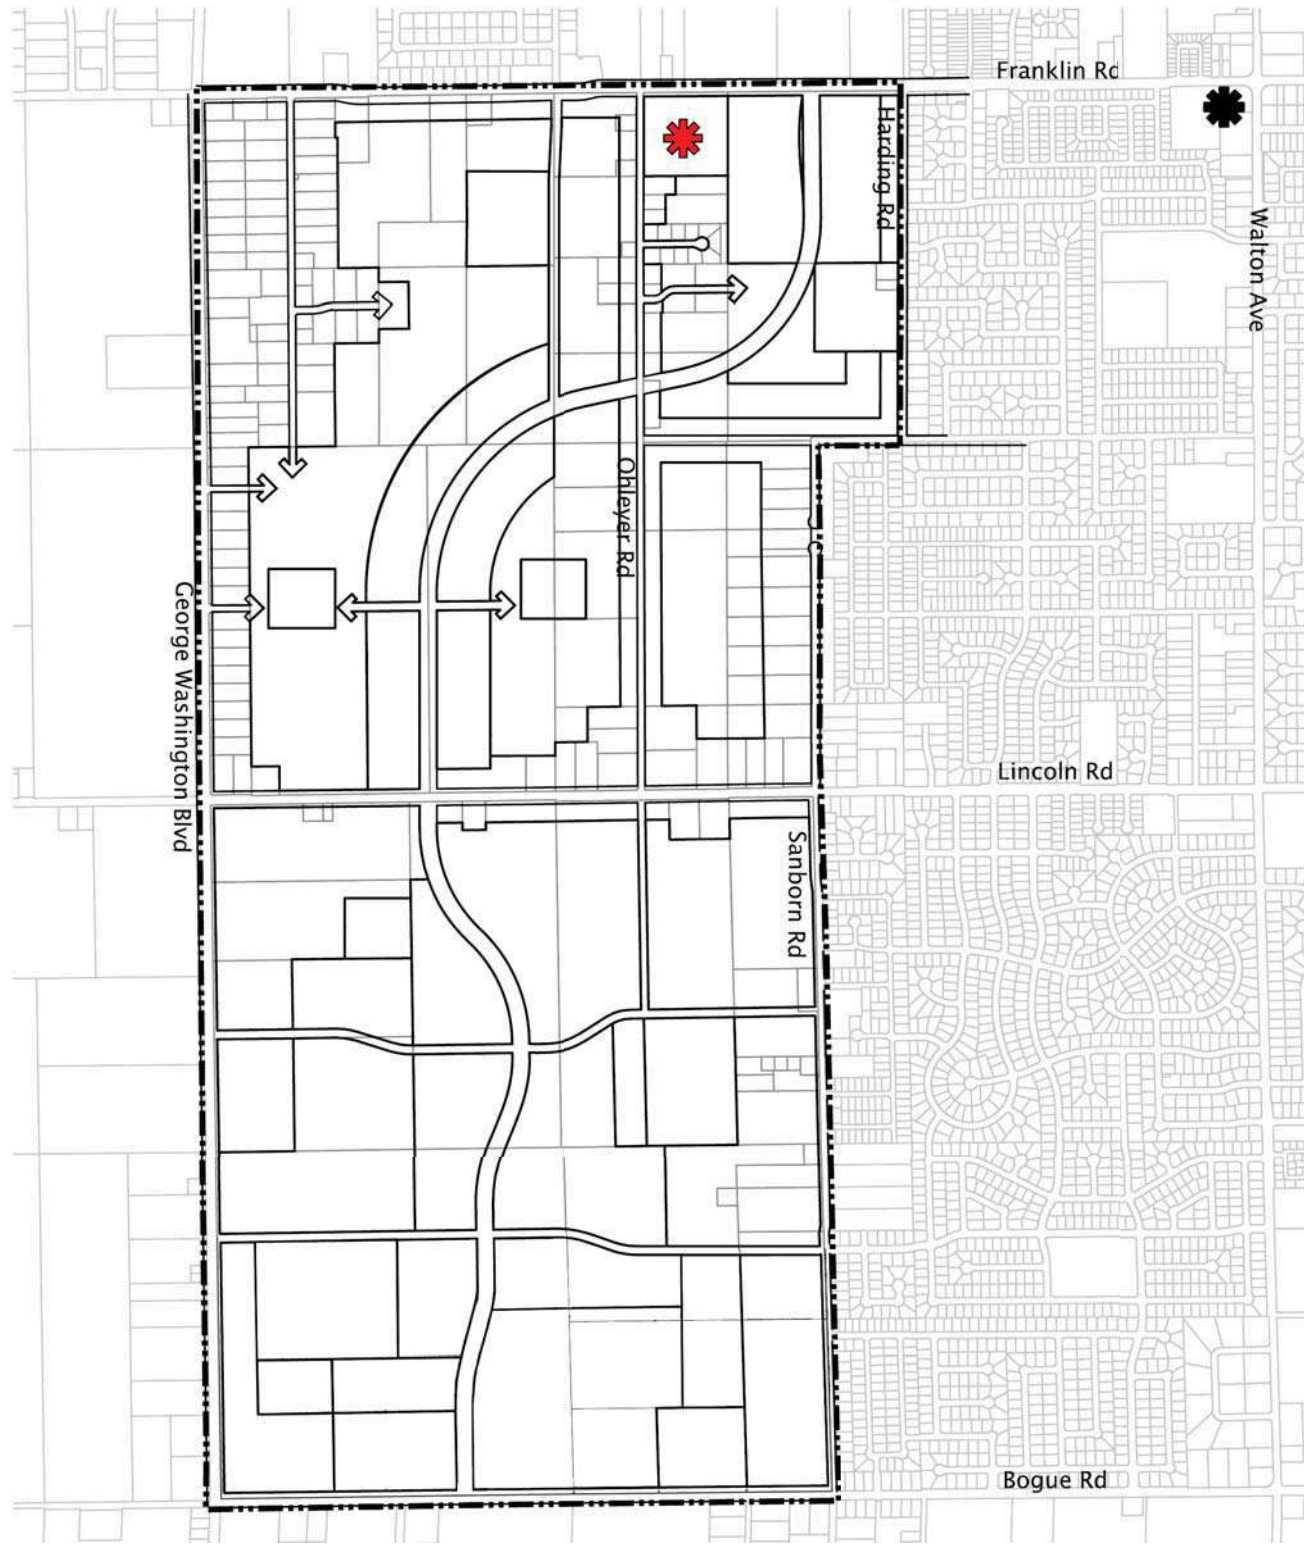 Franklin Rd
Harding Rd
Walton Ave
Ohleyer Rd
George Washington Blvd
Lincoln Rd
Sanborn Rd
Bogue Rd